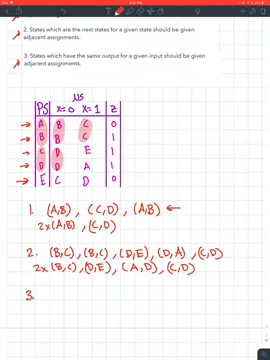 2. States which are the next states for a given state should be given
adjacent assignments.
3. States which have the same output for a given input should be given
adjacent assignments.
NS
PS x=0 x=1 Z
→ A B C 0
→ B B C 1
→ C D E 1
→ D D A 1
→ E C D 0
1. (A,B) , (C,D) , (A,B) ←
2x(A,B) , (C,D)
2. (B,C) , (B,C) , (D,E) , (D,A) , (C,D)
2x (B,C) , (D,E) , (A,D) , (C,D)
3.